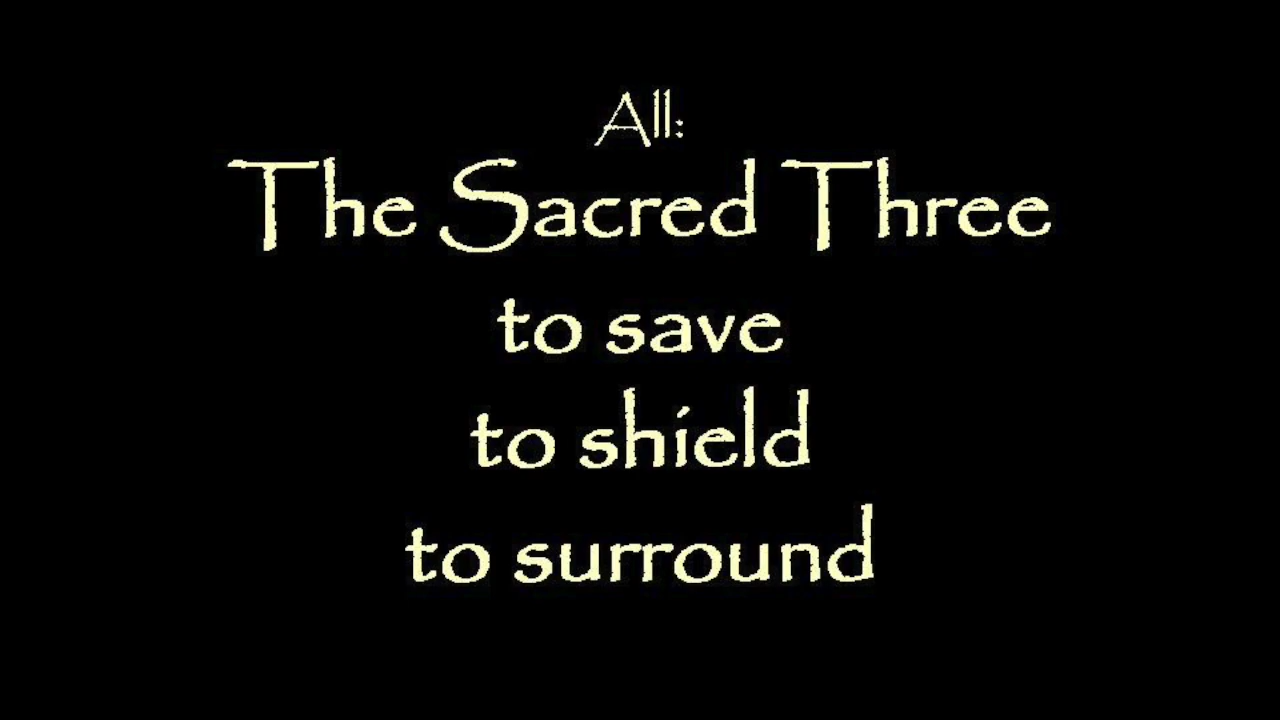 All:
The Sacred Three
to save
to shield
to surround